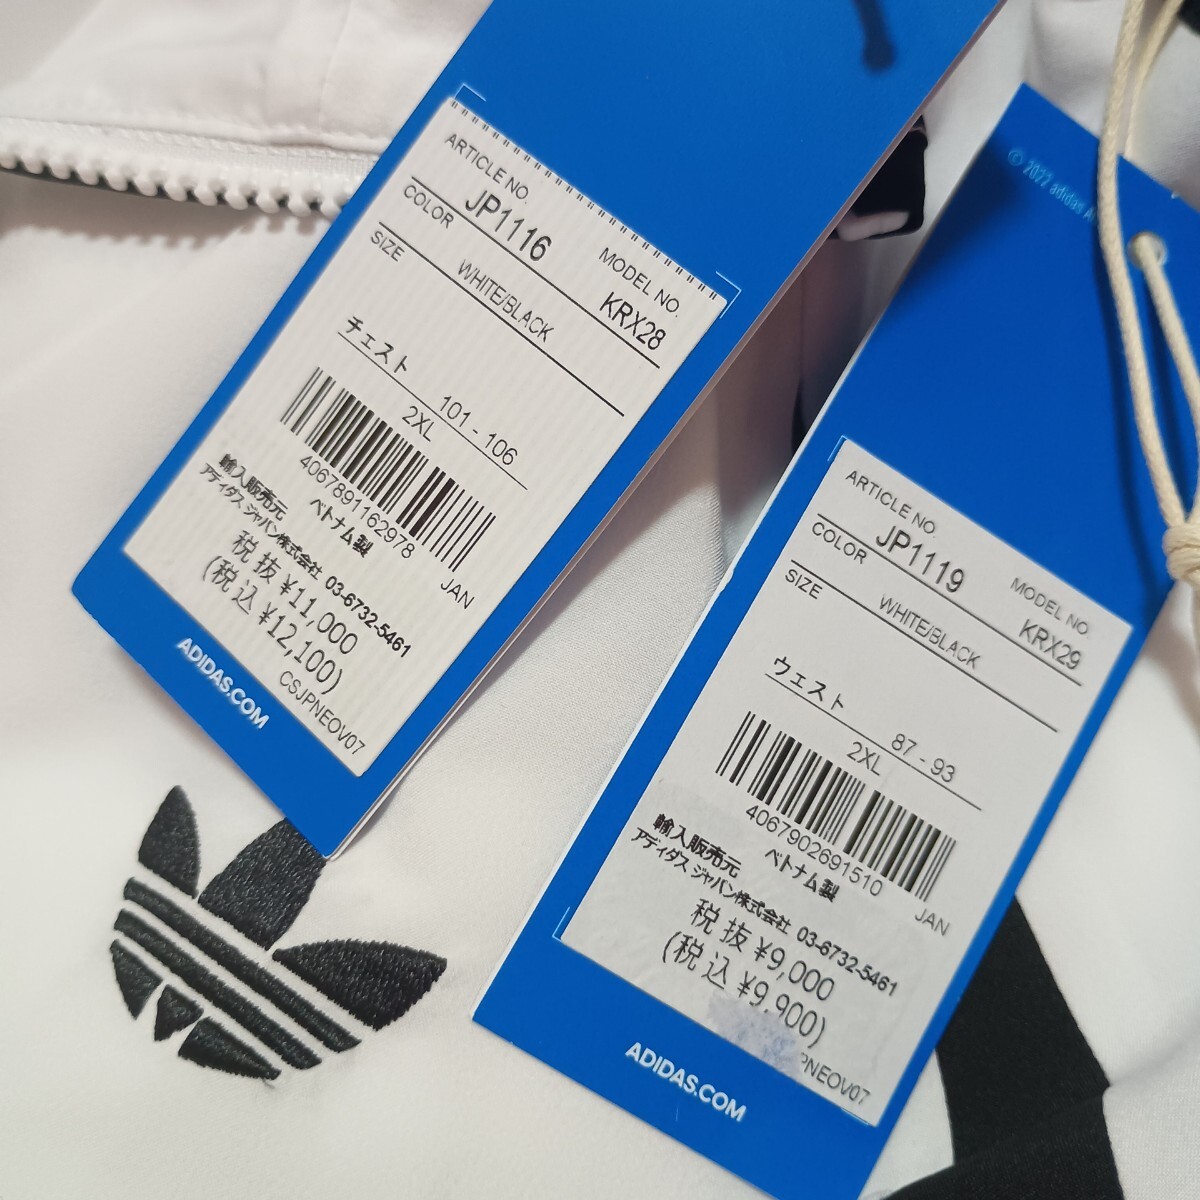 ARTICLE NO.
JP1116
MODEL NO.
KRX28
COLOR
WHITE/BLACK
SIZE
チェスト
101 - 106
2XL
4067891162978
JAN
輸入販売元 ベトナム製
アディダス ジャパン株式会社 03-6732-5461
税抜 ¥11,000
(税込 ¥12,100)
CSJPNEOV07
ADIDAS.COM
© 2022 adidas
ARTICLE NO.
JP1119
MODEL NO.
KRX29
COLOR
WHITE/BLACK
SIZE
ウェスト
87 - 93
2XL
4067902691510
JAN
輸入販売元 ベトナム製
アディダス ジャパン株式会社 03-6732-5461
税抜 ¥9,000
(税込 ¥9,900)
PNEOV07
ADIDAS.COM